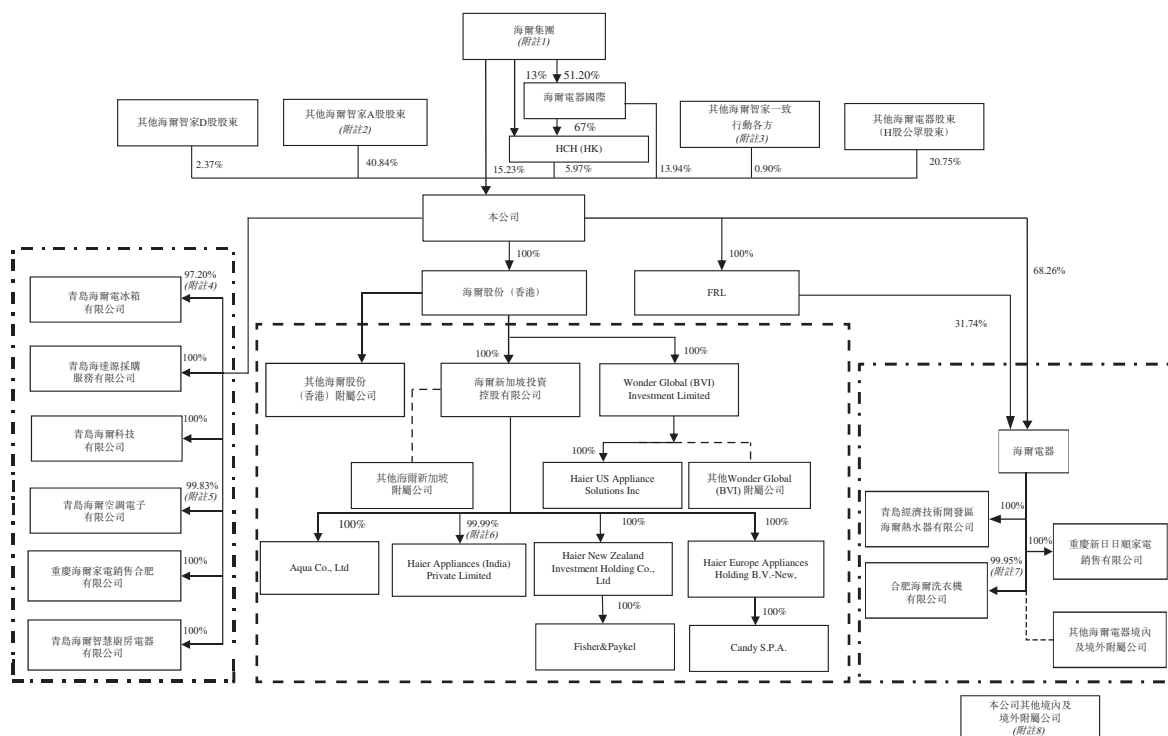 海爾集團
(附註1)
13%
51.20%
海爾電器國際
67%
HCH (HK)
其他海爾智家D股股東
其他海爾智家A股股東
(附註2)
其他海爾智家一致
行動各方
(附註3)
其他海爾電器股東
(H股公眾股東)
2.37%
40.84%
15.23%
5.97%
13.94%
0.90%
20.75%
本公司
100%
100%
68.26%
海爾股份（香港）
FRL
31.74%
97.20%
(附註4)
青島海爾電冰箱
有限公司
100%
青島海達源採購
服務有限公司
100%
青島海爾科技
有限公司
99.83%
(附註5)
青島海爾空調電子
有限公司
100%
重慶海爾家電銷售合肥
有限公司
100%
青島海爾智慧廚房電器
有限公司
其他海爾股份
（香港）附屬公司
100%
海爾新加坡投資
控股有限公司
100%
Wonder Global (BVI)
Investment Limited
其他海爾新加坡
附屬公司
100%
Haier US Appliance
Solutions Inc
其他Wonder Global
(BVI) 附屬公司
100%
Aqua Co., Ltd
99.99%
(附註6)
Haier Appliances (India)
Private Limited
100%
Haier New Zealand
Investment Holding Co.,
Ltd
100%
Haier Europe Appliances
Holding B.V.-New,
100%
Fisher&Paykel
100%
Candy S.P.A.
海爾電器
100%
青島經濟技術開發區
海爾熱水器有限公司
100%
重慶新日日順家電
銷售有限公司
99.95%
(附註7)
合肥海爾洗衣機
有限公司
其他海爾電器境內
及境外附屬公司
本公司其他境內及
境外附屬公司
(附註8)